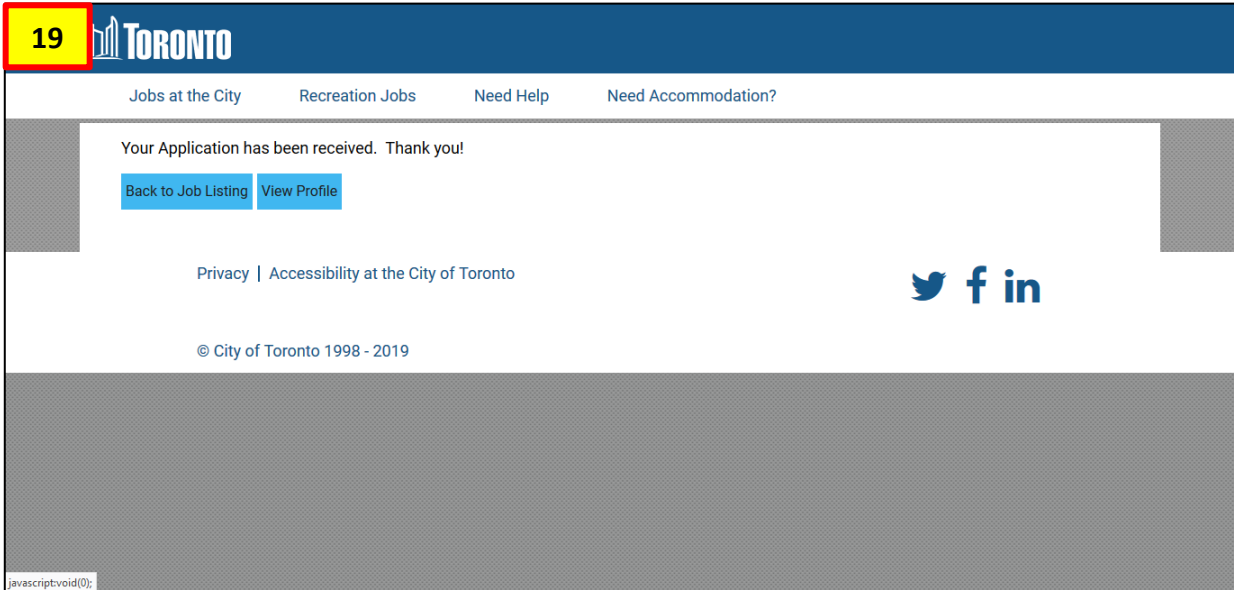 19
TORONTO
Jobs at the City Recreation Jobs Need Help Need Accommodation?
Your Application has been received.  Thank you!
Back to Job Listing View Profile
Privacy | Accessibility at the City of Toronto
© City of Toronto 1998 - 2019
javascript:void(0);